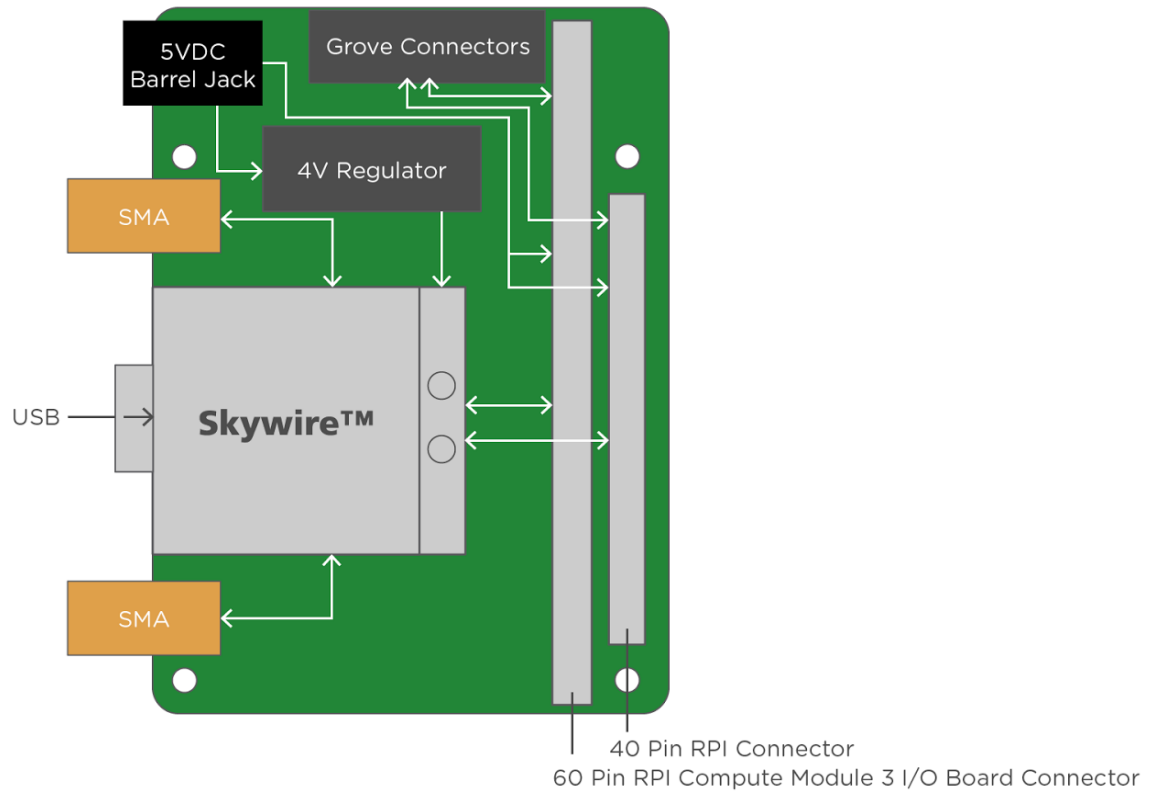 5VDC
Barrel Jack
Grove Connectors
4V Regulator
SMA
USB
Skywire™
SMA
40 Pin RPI Connector
60 Pin RPI Compute Module 3 I/O Board Connector